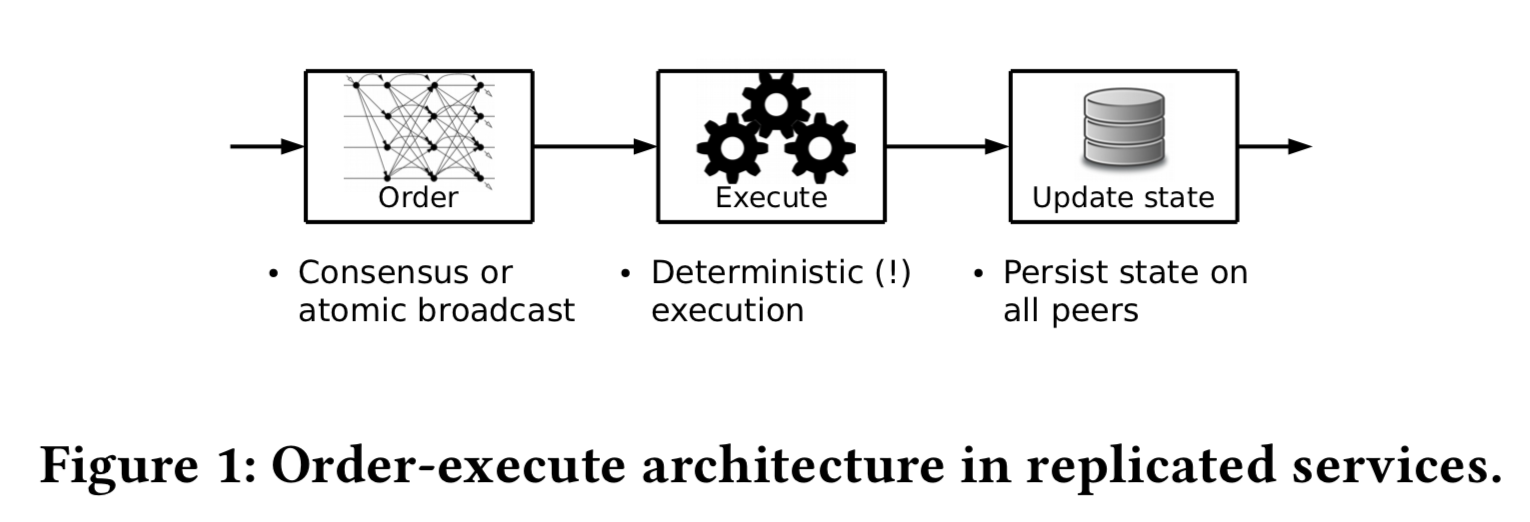 Order
Execute
Update state
• Consensus or
atomic broadcast
• Deterministic (!)
execution
• Persist state on
all peers
Figure 1: Order-execute architecture in replicated services.